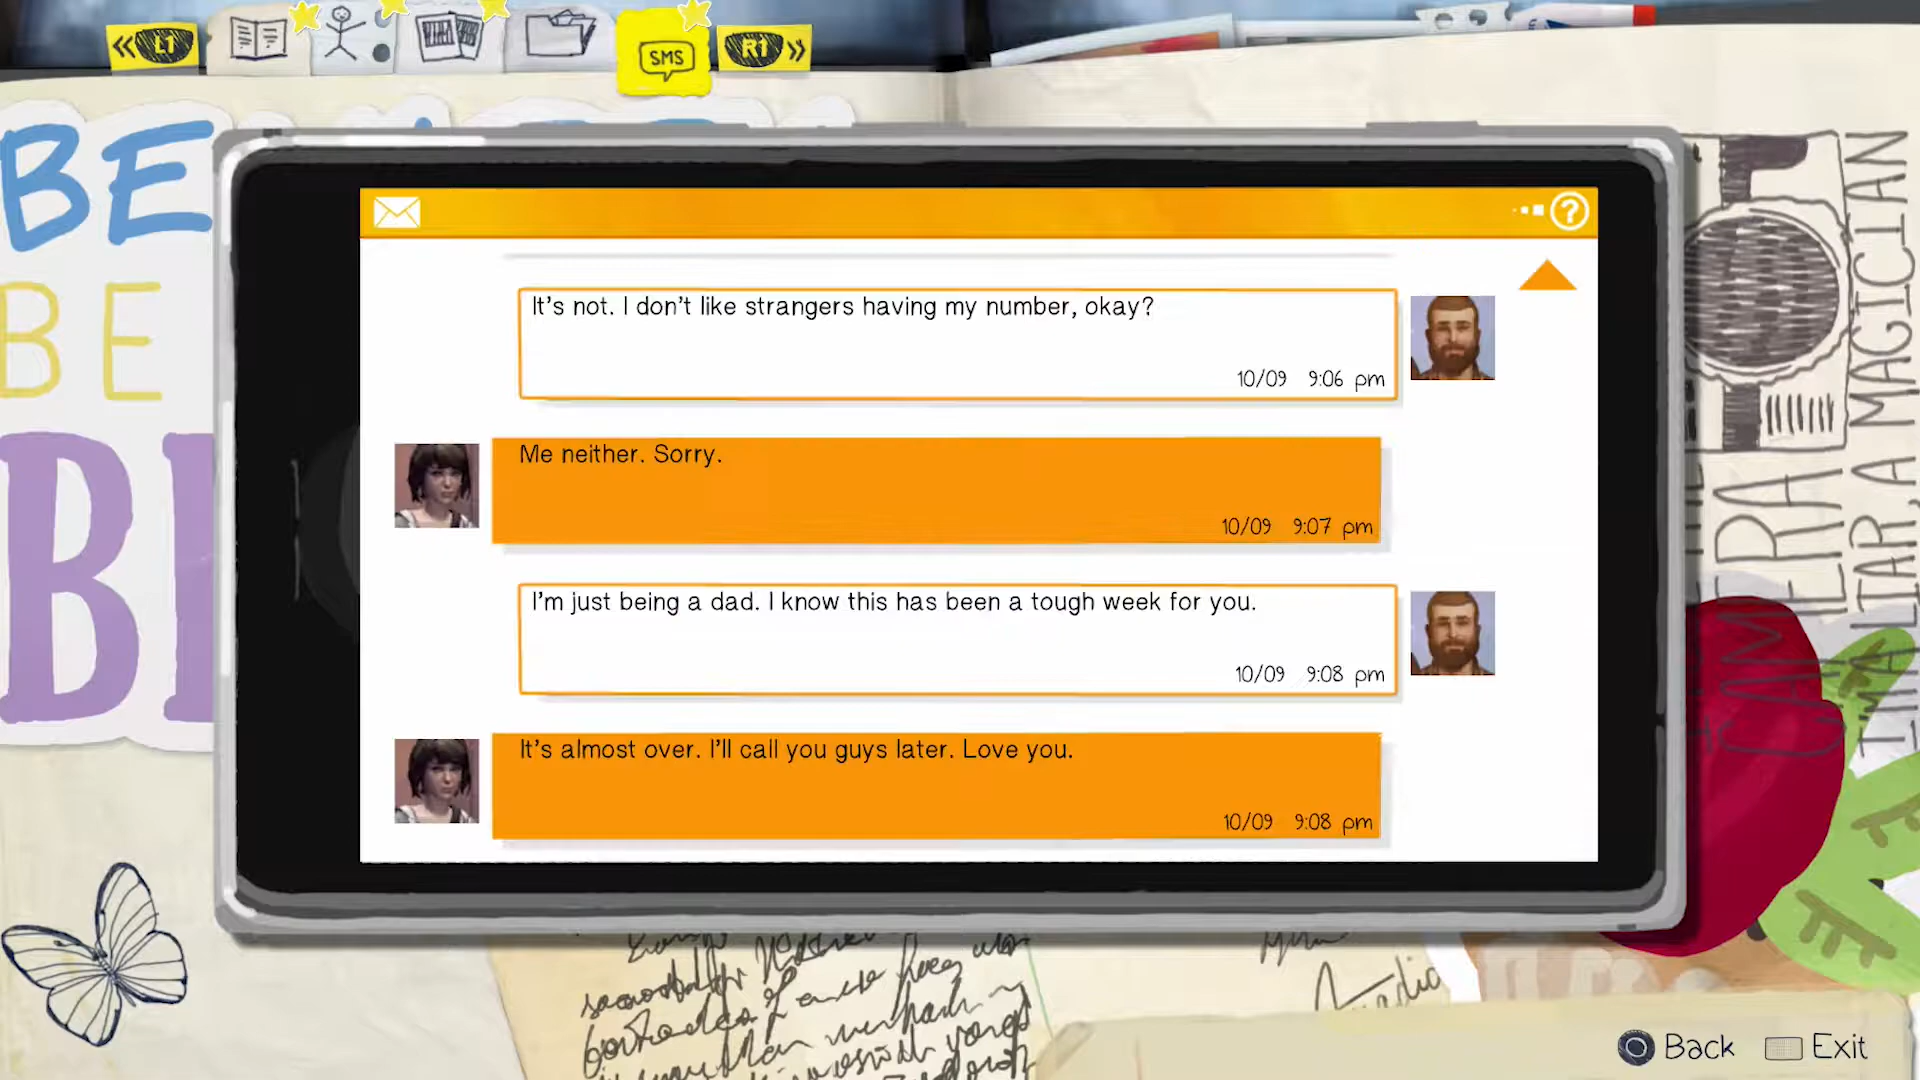 L1
SMS
R1
BE
BE
?
It's not. I don't like strangers having my number, okay?
10/09 9:06 pm
Me neither. Sorry.
10/09 9:07 pm
I'm just being a dad. I know this has been a tough week for you.
10/09 9:08 pm
It's almost over. I'll call you guys later. Love you.
10/09 9:08 pm
LIAR, A MAGICIAN
Back
Exit